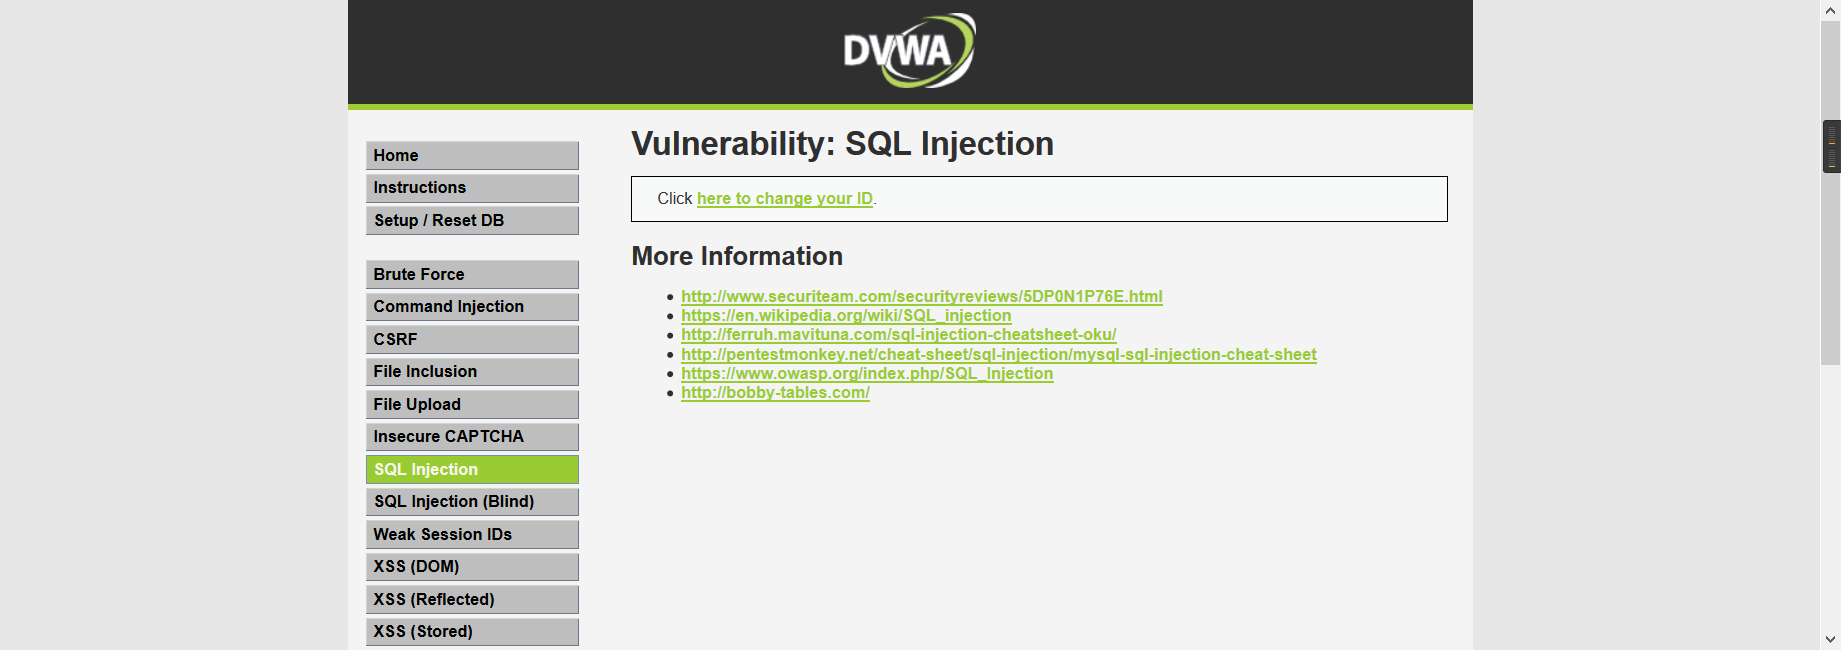 DVWA
Home
Instructions
Setup / Reset DB
Brute Force
Command Injection
CSRF
File Inclusion
File Upload
Insecure CAPTCHA
SQL Injection
SQL Injection (Blind)
Weak Session IDs
XSS (DOM)
XSS (Reflected)
XSS (Stored)
Vulnerability: SQL Injection
Click here to change your ID.
More Information
http://www.securiteam.com/securityreviews/5DP0N1P76E.html
https://en.wikipedia.org/wiki/SQL_injection
http://ferruh.mavituna.com/sql-injection-cheatsheet-oku/
http://pentestmonkey.net/cheat-sheet/sql-injection/mysql-sql-injection-cheat-sheet
https://www.owasp.org/index.php/SQL_Injection
http://bobby-tables.com/